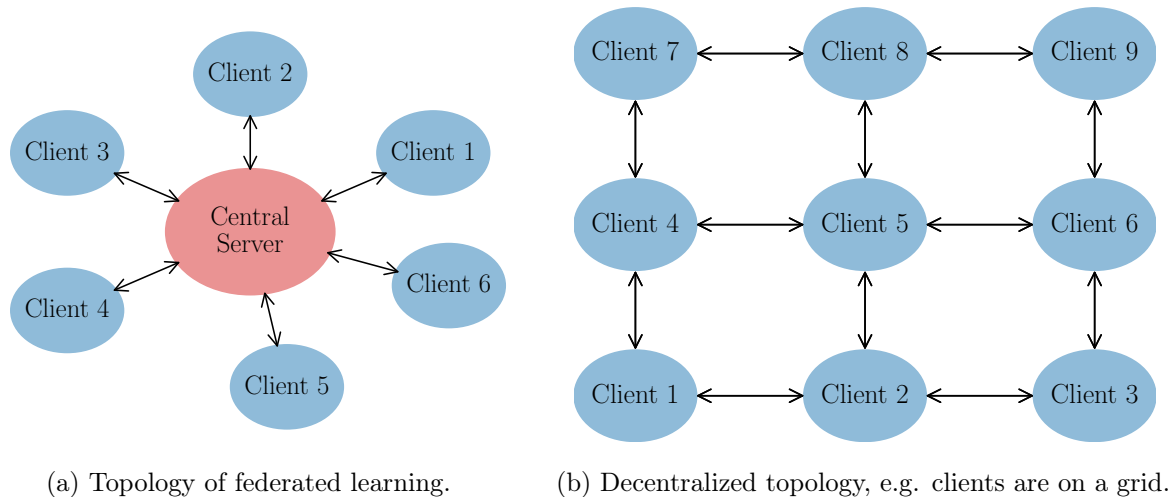 Client 2
Client 3
Client 1
Central
Server
Client 4
Client 6
Client 5
(a) Topology of federated learning.
Client 7
Client 8
Client 9
Client 4
Client 5
Client 6
Client 1
Client 2
Client 3
(b) Decentralized topology, e.g. clients are on a grid.